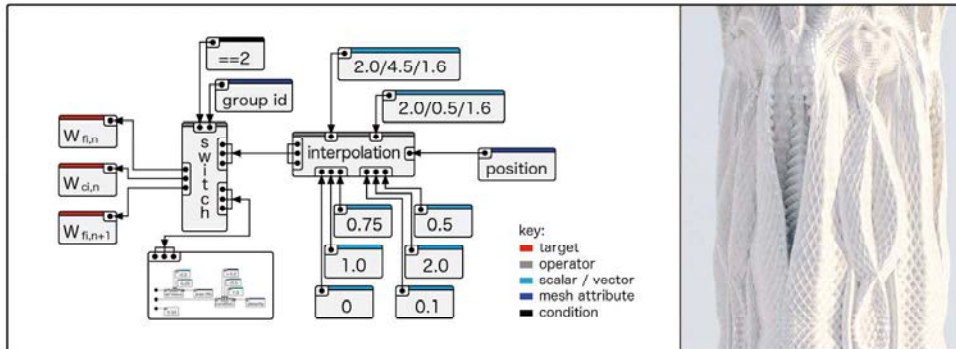 ==2
group id
2.0/4.5/1.6
2.0/0.5/1.6
W fi,n
W ci,n
W fi,n+1
switch
interpolation
position
0.75
0.5
1.0
2.0
0
0.1
key:
target
operator
scalar / vector
mesh attribute
condition